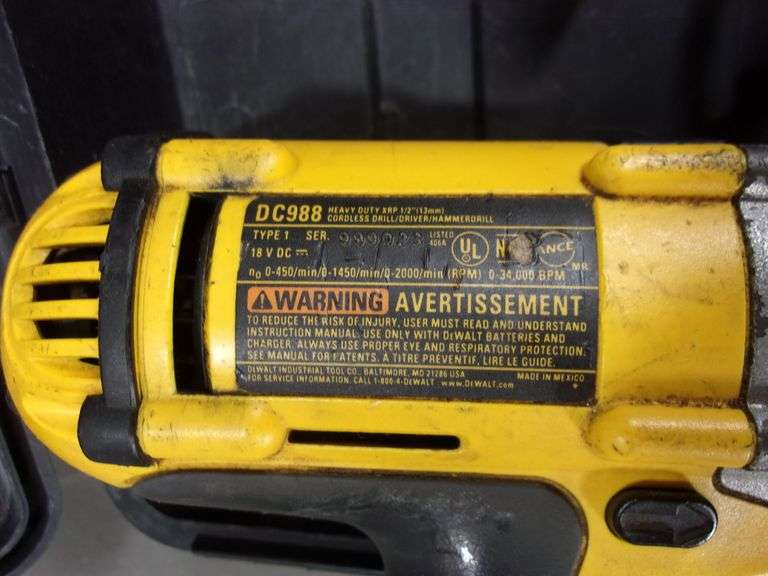 DC988 HEAVY DUTY XRP 1/2"(13mm)
CORDLESS DRILL/DRIVER/HAMMERDRILL
TYPE 1 SER.
LISTED
406A
UL
18 V DC ⎓
MR
n₀ 0-450/min/0-1450/min/0-2000/min (RPM) 0-34,000 BPM
⚠WARNING AVERTISSEMENT
TO REDUCE THE RISK OF INJURY, USER MUST READ AND UNDERSTAND
INSTRUCTION MANUAL. USE ONLY WITH DEWALT BATTERIES AND
CHARGER. ALWAYS USE PROPER EYE AND RESPIRATORY PROTECTION.
SEE MANUAL FOR PATENTS. A TITRE PRÉVENTIF, LIRE LE GUIDE.
DEWALT INDUSTRIAL TOOL CO., BALTIMORE, MD 21286 USA
FOR SERVICE INFORMATION, CALL 1-800-4-DEWALT www.DEWALT.com
MADE IN MEXICO